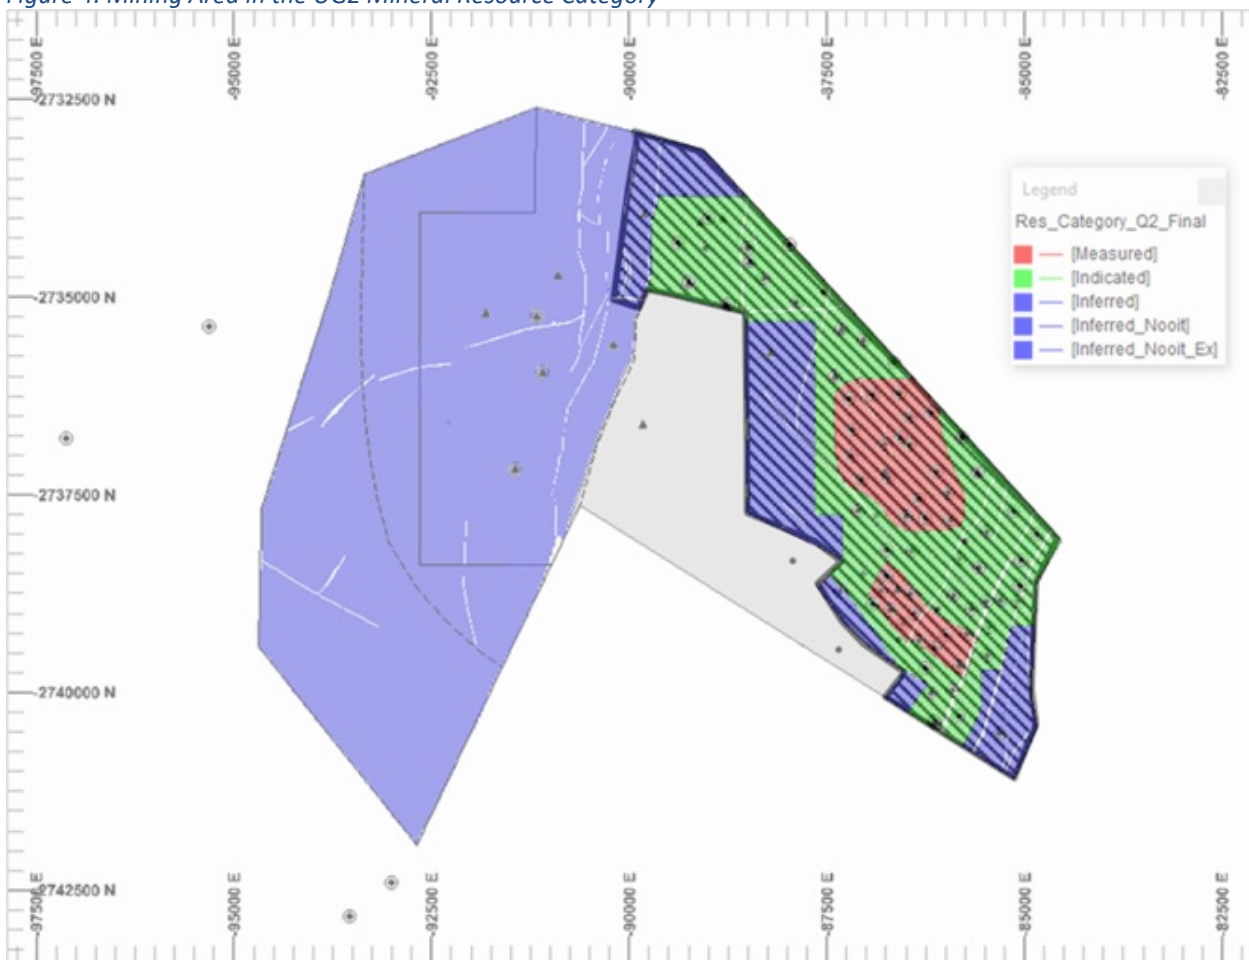 Figure 4: Mining Area in the UG2 Mineral Resource Category
-97500 E
-95000 E
-92500 E
-90000 E
-87500 E
-85000 E
-82500 E
-2732500 N
Legend
Res_Category_Q2_Final
[Measured]
[Indicated]
-2735000 N
[Inferred]
[Inferred_Nooit]
[Inferred_Nooit_Ex]
-2737500 N
-2740000 N
-2742500 N
-97500 E
-95000 E
-92500 E
-90000 E
-87500 E
-85000 E
-82500 E